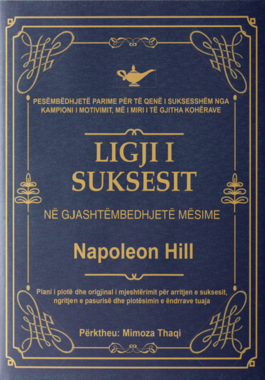 PESËMBËDHJETË PARIME PËR TË QENË I SUKSESSHËM NGA
KAMPIONI I MOTIVIMIT, MË I MIRI I TË GJITHA KOHËRAVE
LIGJI I
SUKSESIT
NË GJASHTËMBEDHJETË MËSIME
Napoleon Hill
Plani i plotë dhe origjinal i mjeshtërimit për arritjen e suksesit,
ngritjen e pasurisë dhe plotësimin e ëndrrave tuaja
Përktheu: Mimoza Thaqi